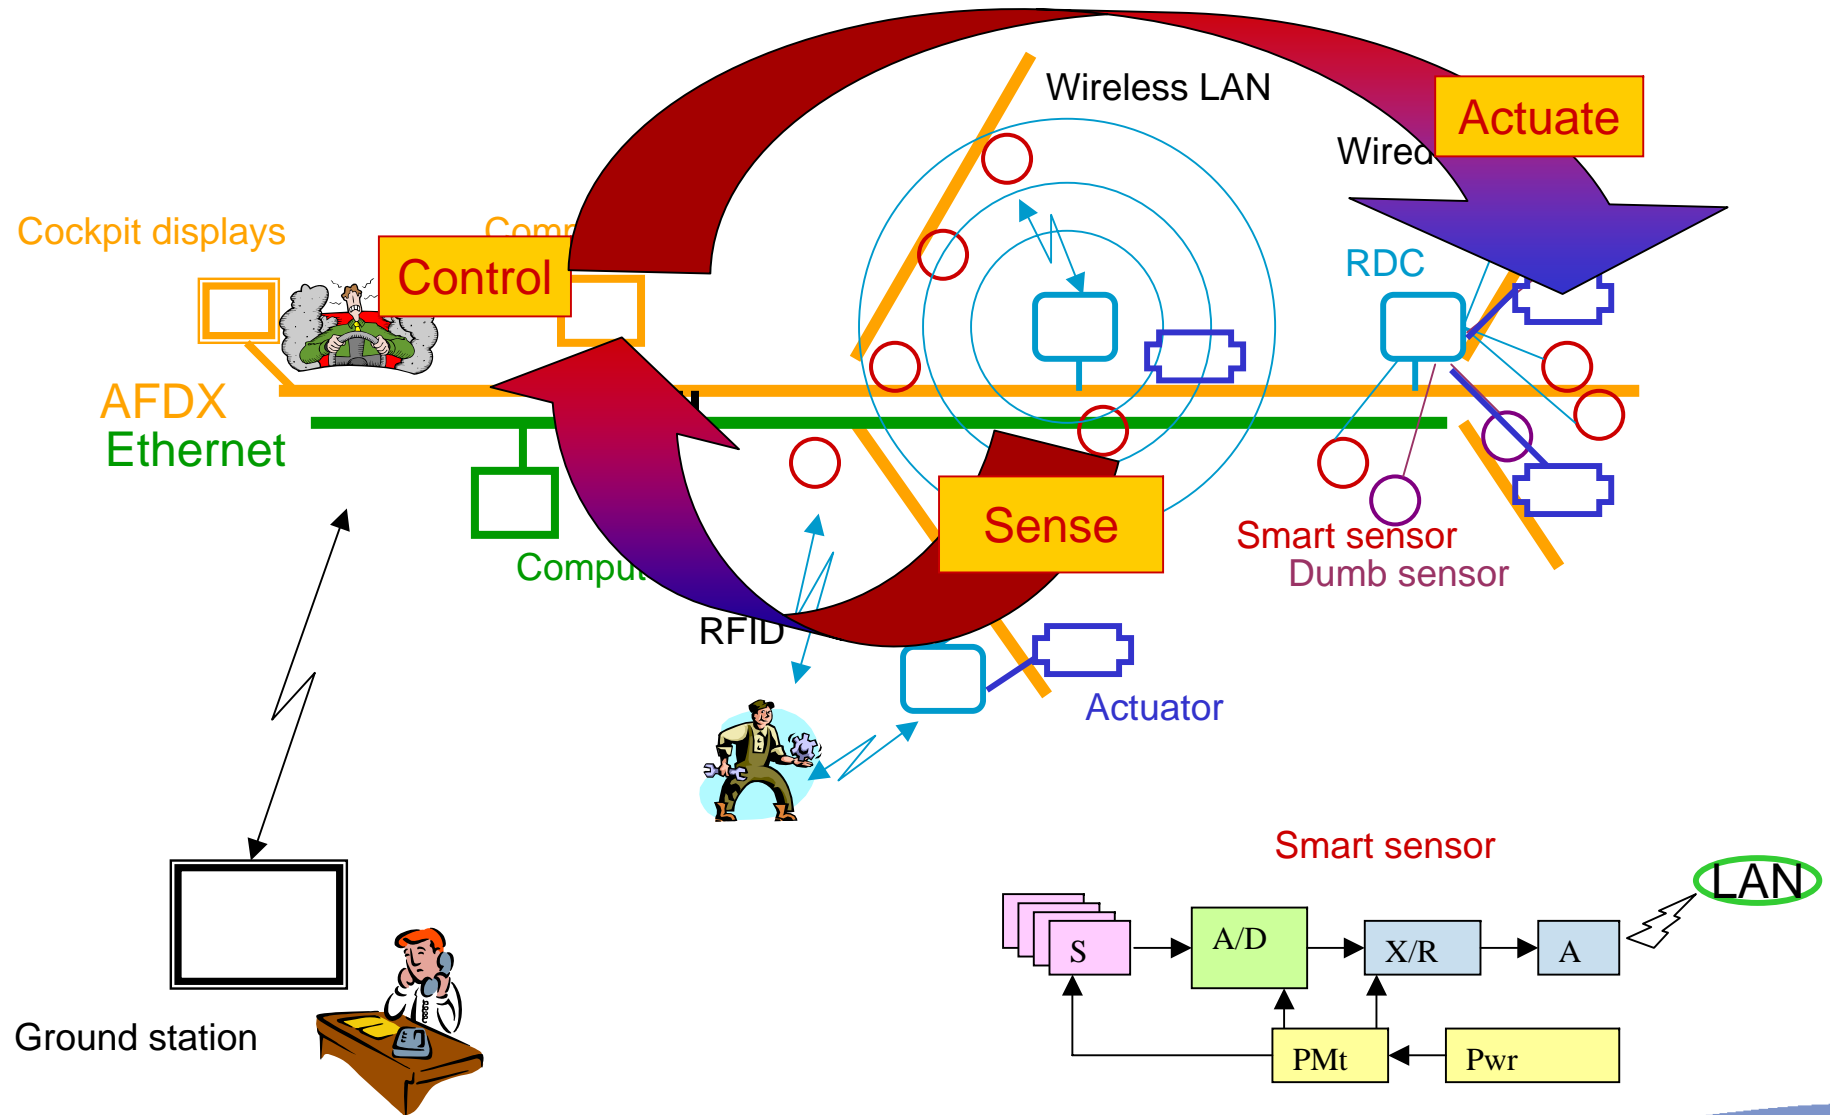 Wireless LAN
Actuate
Wired
Cockpit displays
Control
RDC
AFDX
Ethernet
Sense
Smart sensor
Dumb sensor
RFID
Actuator
Smart sensor
LAN
S
A/D
X/R
A
Ground station
PMt
Pwr